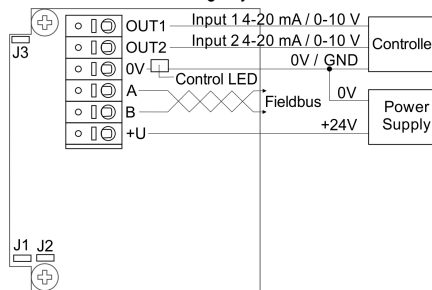 J3
OUT1
Input 1 4-20 mA / 0-10 V
OUT2
Input 2 4-20 mA / 0-10 V
Controlle
0V
0V / GND
Control LED
A
B
Fieldbus
0V
Power
Supply
+U
+24V
J1 J2